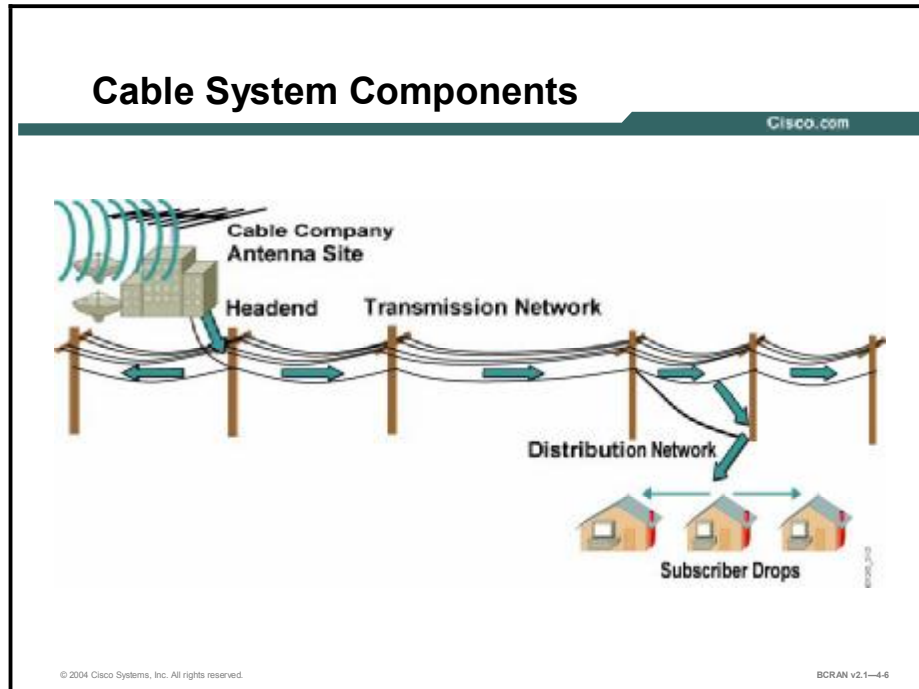 Cable System Components
Cisco.com
Cable Company
Antenna Site
Headend
Transmission Network
Distribution Network
Subscriber Drops
© 2004 Cisco Systems, Inc. All rights reserved.
BCRAN v2.1—4-6